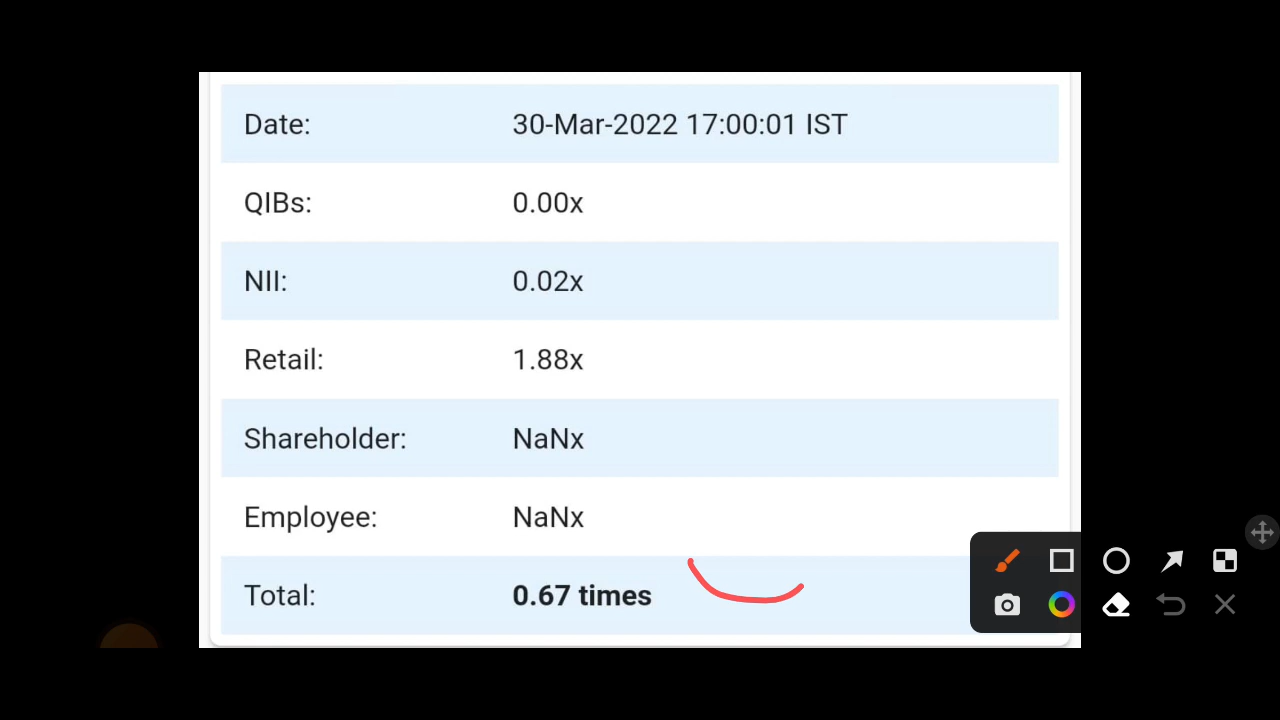 Date: 30-Mar-2022 17:00:01 IST
QIBs: 0.00x
NII: 0.02x
Retail: 1.88x
Shareholder: NaNx
Employee: NaNx
Total: 0.67 times